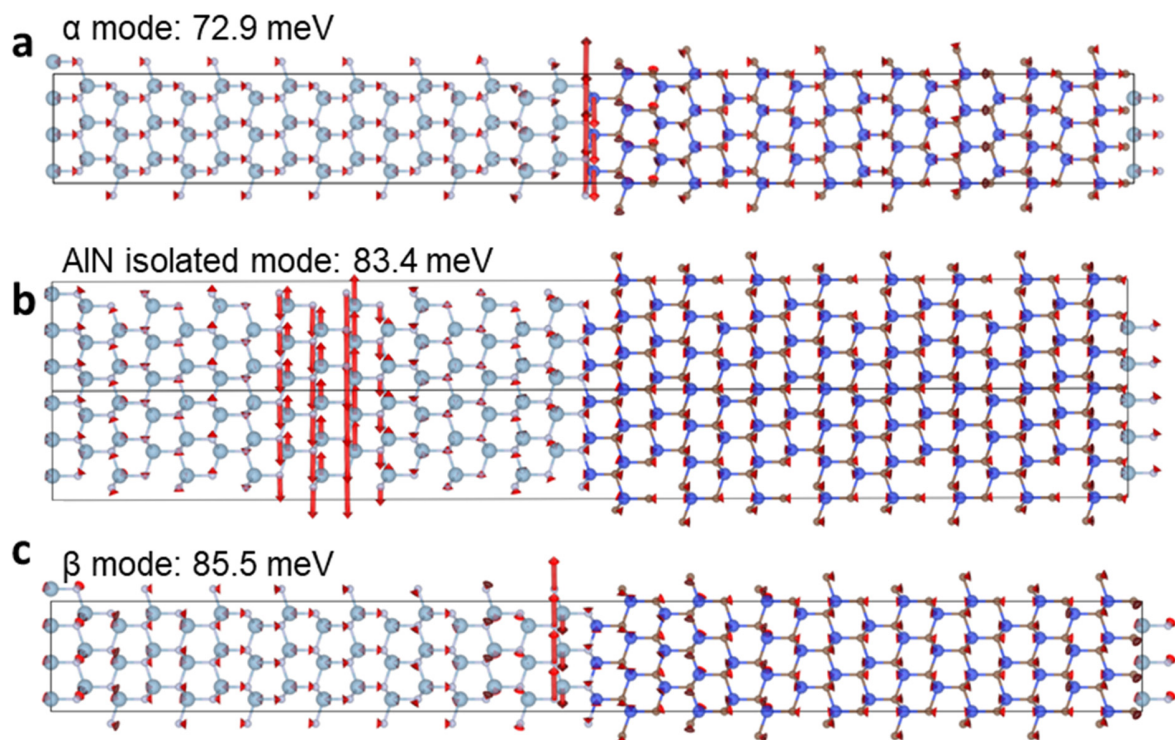 a
α mode: 72.9 meV
b
AlN isolated mode: 83.4 meV
c
β mode: 85.5 meV